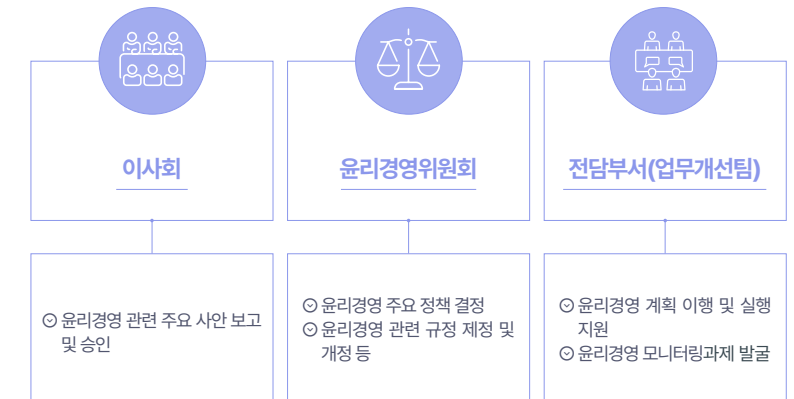 이사회
윤리경영위원회
전담부서(업무개선팀)
윤리경영 관련 주요 사안 보고
및 승인
윤리경영 주요 정책 결정
윤리경영 관련 규정 제정 및
개정 등
윤리경영 계획 이행 및 실행
지원
윤리경영 모니터링과제 발굴